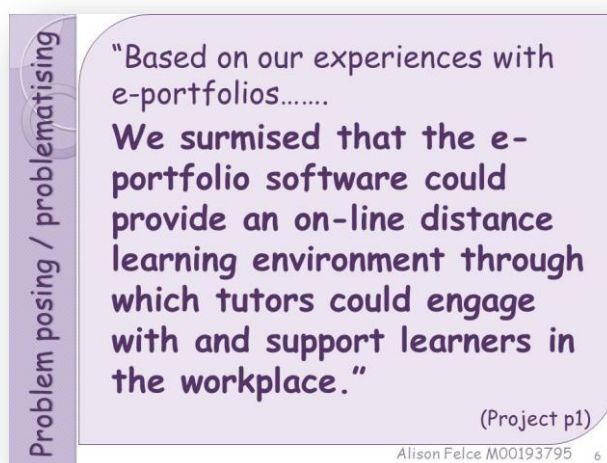 Problem posing / problematising
“Based on our experiences with
e-portfolios…….
We surmised that the e-
portfolio software could
provide an on-line distance
learning environment through
which tutors could engage
with and support learners in
the workplace.”
(Project p1)
Alison Felce M00193795 6